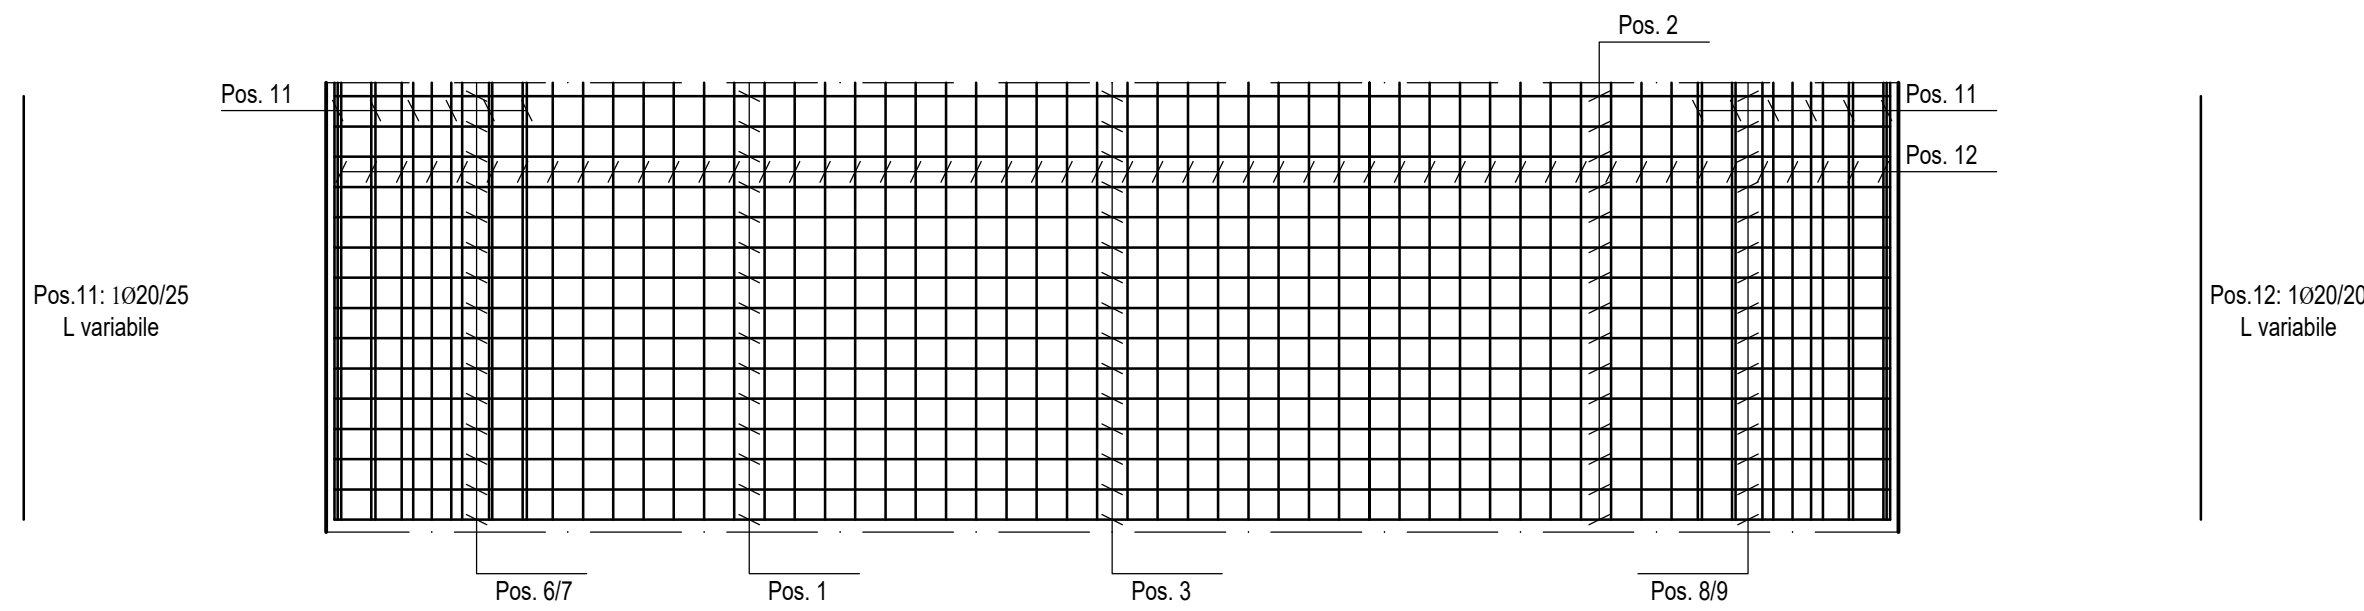 Pos. 2
Pos. 11
Pos. 11
Pos. 12
Pos.11: 1Ø20/25
L variabile
Pos.12: 1Ø20/20
L variabile
Pos. 6/7
Pos. 1
Pos. 3
Pos. 8/9